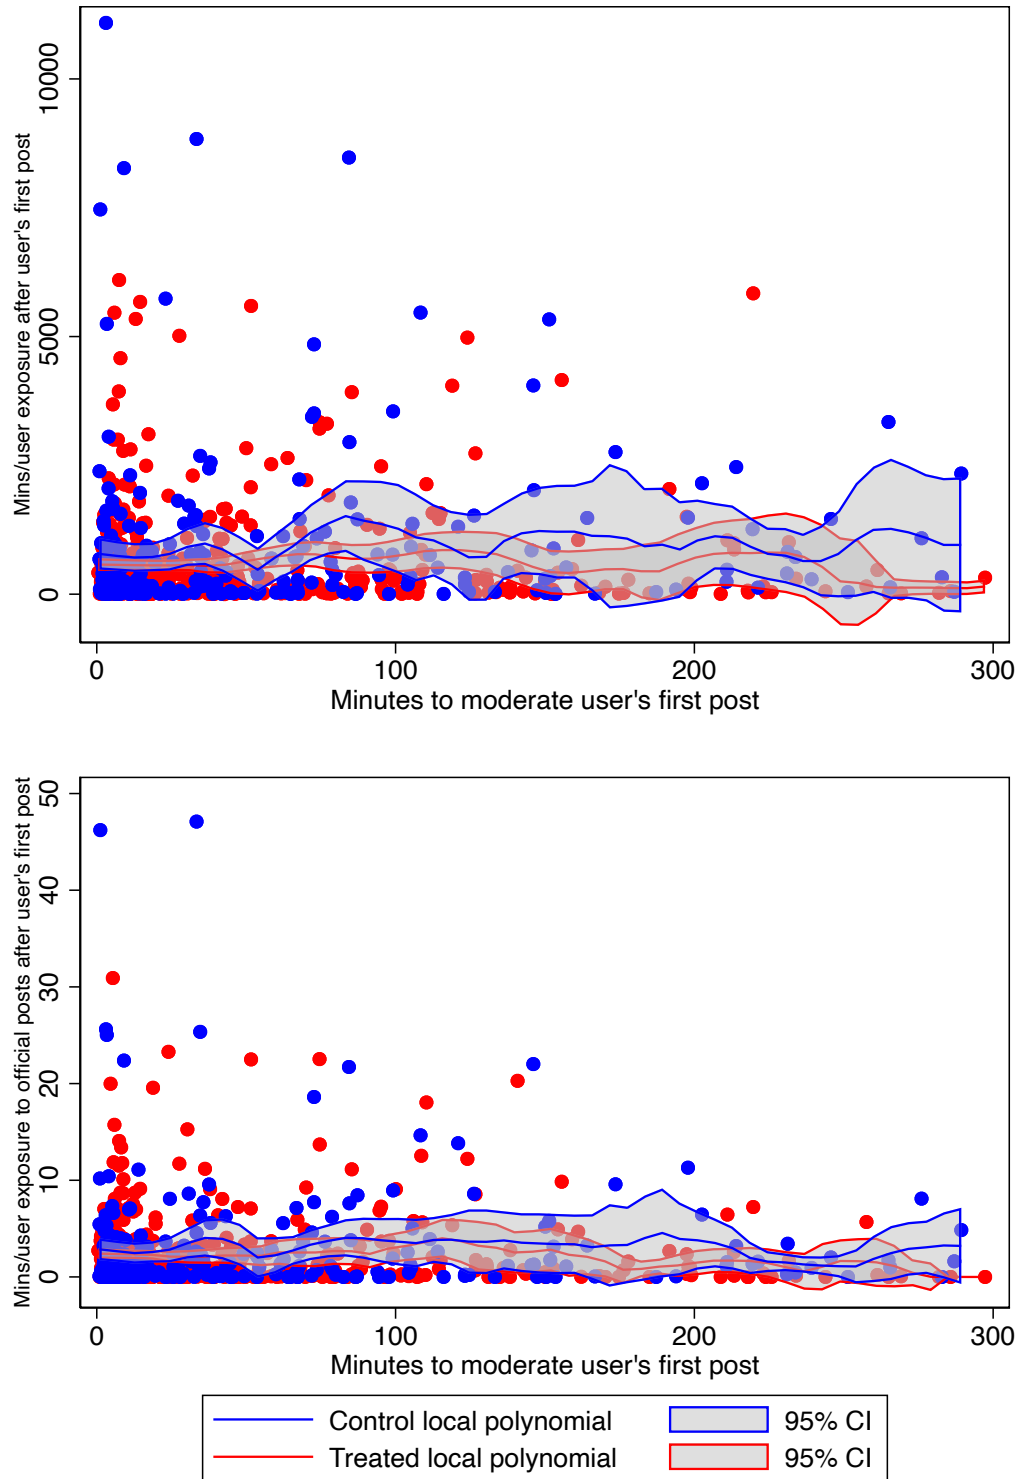 Mins/user exposure after user's first post
10000
5000
0
0 100 200 300
Minutes to moderate user's first post
Mins/user exposure to official posts after user's first post
50
40
30
20
10
0
0 100 200 300
Minutes to moderate user's first post
Control local polynomial 95% CI
Treated local polynomial 95% CI